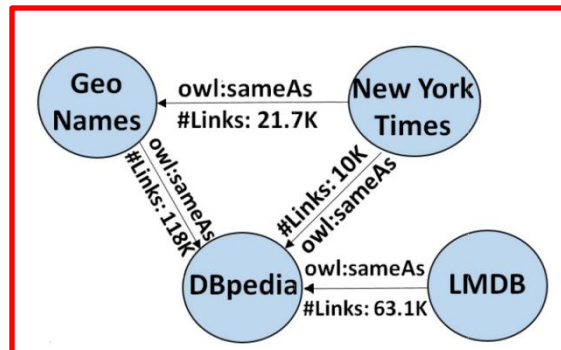 Geo
Names
owl:sameAs
#Links: 21.7K
New York
Times
owl:sameAs
#Links: 118K
#Links: 10K
owl:sameAs
DBpedia
owl:sameAs
#Links: 63.1K
LMDB